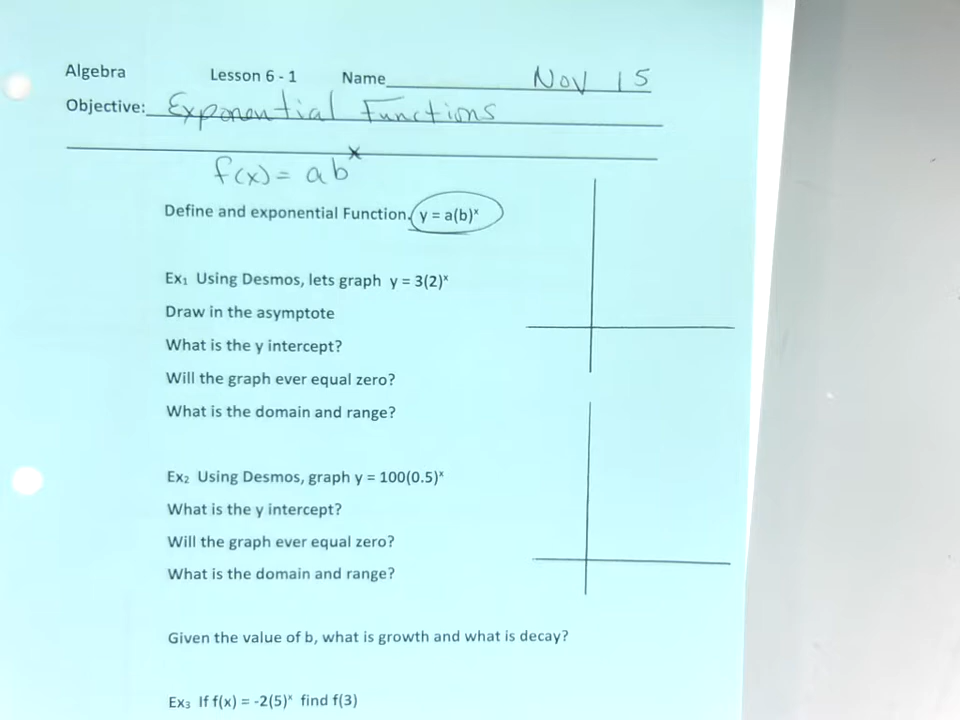 Algebra Lesson 6 - 1 Name Nov 15
Objective: Exponential Functions
f(x) = ab^x
Define and exponential Function. y = a(b)ˣ
Ex₁ Using Desmos, lets graph y = 3(2)ˣ
Draw in the asymptote
What is the y intercept?
Will the graph ever equal zero?
What is the domain and range?
Ex₂ Using Desmos, graph y = 100(0.5)ˣ
What is the y intercept?
Will the graph ever equal zero?
What is the domain and range?
Given the value of b, what is growth and what is decay?
Ex₃ If f(x) = -2(5)ˣ find f(3)